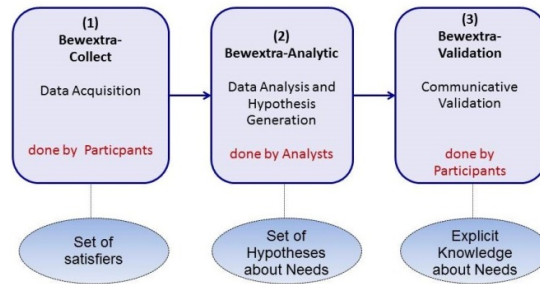 (1)
Bewextra-
Collect
Data Acquisition
done by Particpants
(2)
Bewextra-Analytic
Data Analysis and
Hypothesis
Generation
done by Analysts
(3)
Bewextra-
Validation
Communicative
Validation
done by
Participants
Set of
satisfiers
Set of
Hypotheses
about Needs
Explicit
Knowledge
about Needs